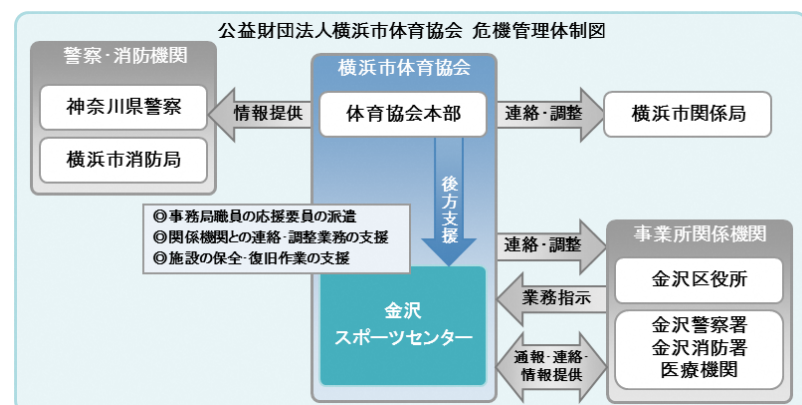 公益財団法人横浜市体育協会 危機管理体制図
警察・消防機関
神奈川県警察
横浜市消防局
情報提供
横浜市体育協会
体育協会本部
連絡・調整
横浜市関係局
後方支援
◎事務局職員の応援要員の派遣
◎関係機関との連絡・調整業務の支援
◎施設の保全・復旧作業の支援
金沢
スポーツセンター
連絡・調整
業務指示
通報・連絡・
情報提供
事業所関係機関
金沢区役所
金沢警察署
金沢消防署
医療機関